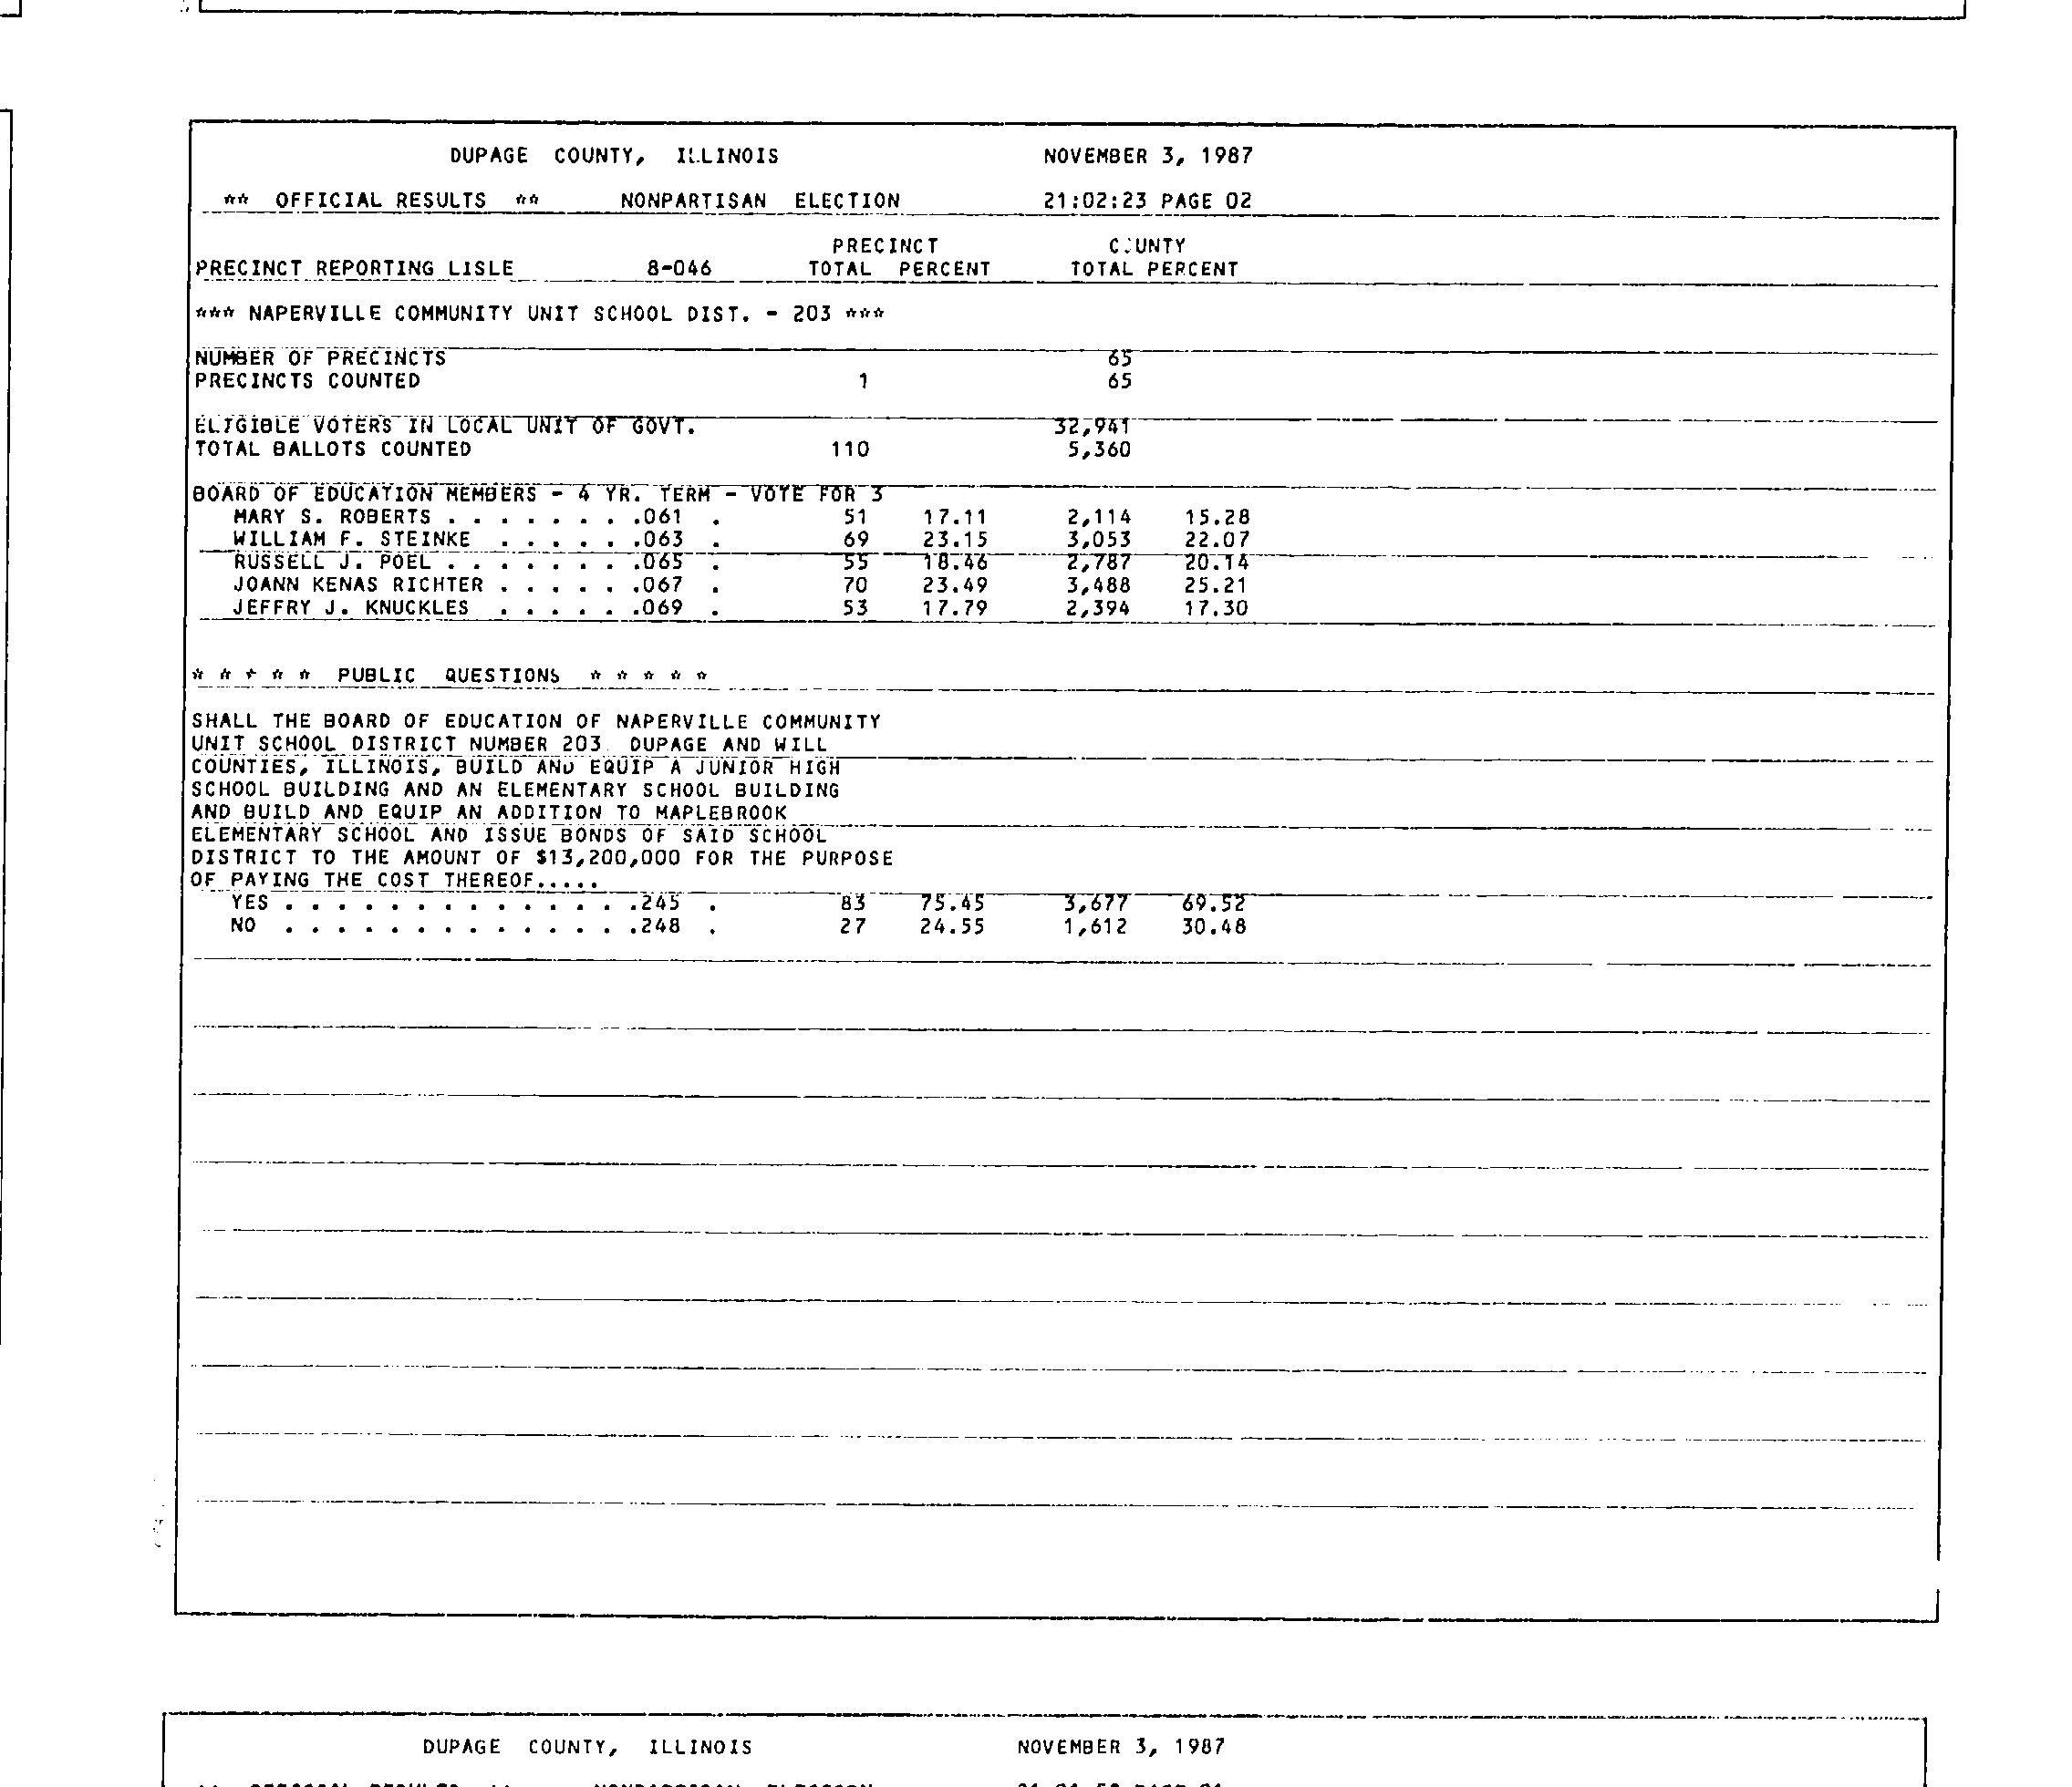 DUPAGE COUNTY, ILLINOIS NOVEMBER 3, 1987
** OFFICIAL RESULTS ** NONPARTISAN ELECTION 21:02:23 PAGE 02
PRECINCT COUNTY
PRECINCT REPORTING LISLE 8-046 TOTAL PERCENT TOTAL PERCENT
*** NAPERVILLE COMMUNITY UNIT SCHOOL DIST. - 203 ***
NUMBER OF PRECINCTS 65
PRECINCTS COUNTED 1 65
ELIGIBLE VOTERS IN LOCAL UNIT OF GOVT. 32,941
TOTAL BALLOTS COUNTED 110 5,360
BOARD OF EDUCATION MEMBERS - 4 YR. TERM - VOTE FOR 3
MARY S. ROBERTS . . . . . . . .061 . 51 17.11 2,114 15.28
WILLIAM F. STEINKE . . . . . .063 . 69 23.15 3,053 22.07
RUSSELL J. POEL . . . . . . . .065 . 55 18.46 2,787 20.14
JOANN KENAS RICHTER . . . . . .067 . 70 23.49 3,488 25.21
JEFFRY J. KNUCKLES . . . . . .069 . 53 17.79 2,394 17.30
* * * * * PUBLIC QUESTIONS * * * * *
SHALL THE BOARD OF EDUCATION OF NAPERVILLE COMMUNITY
UNIT SCHOOL DISTRICT NUMBER 203 DUPAGE AND WILL
COUNTIES, ILLINOIS, BUILD AND EQUIP A JUNIOR HIGH
SCHOOL BUILDING AND AN ELEMENTARY SCHOOL BUILDING
AND BUILD AND EQUIP AN ADDITION TO MAPLEBROOK
ELEMENTARY SCHOOL AND ISSUE BONDS OF SAID SCHOOL
DISTRICT TO THE AMOUNT OF $13,200,000 FOR THE PURPOSE
OF PAYING THE COST THEREOF.....
YES . . . . . . . . . . . . . .245 . 83 75.45 3,677 69.52
NO . . . . . . . . . . . . . .248 . 27 24.55 1,612 30.48
DUPAGE COUNTY, ILLINOIS NOVEMBER 3, 1987